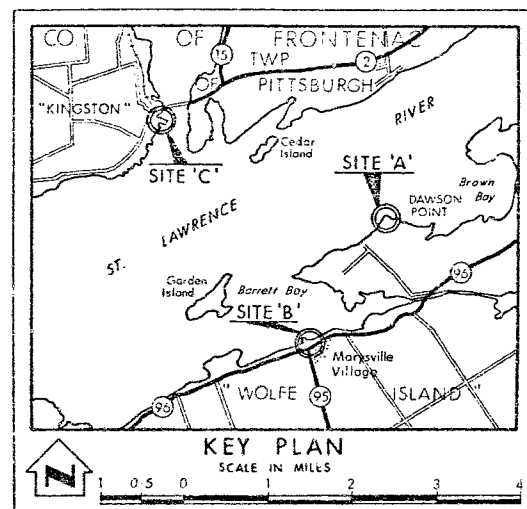 CO. OF FRONTENAC
15 TWP 2
OF PITTSBURGH
"KINGSTON"
RIVER
Cedar
Island
SITE 'C'
SITE 'A'
Brown
Bay
DAWSON
POINT
ST. LAWRENCE
96
Garden
Island
Barrett Bay
SITE 'B'
Marysville
Village
"WOLFE ISLAND"
96 95
KEY PLAN
SCALE IN MILES
N
1 0.5 0 1 2 3 4